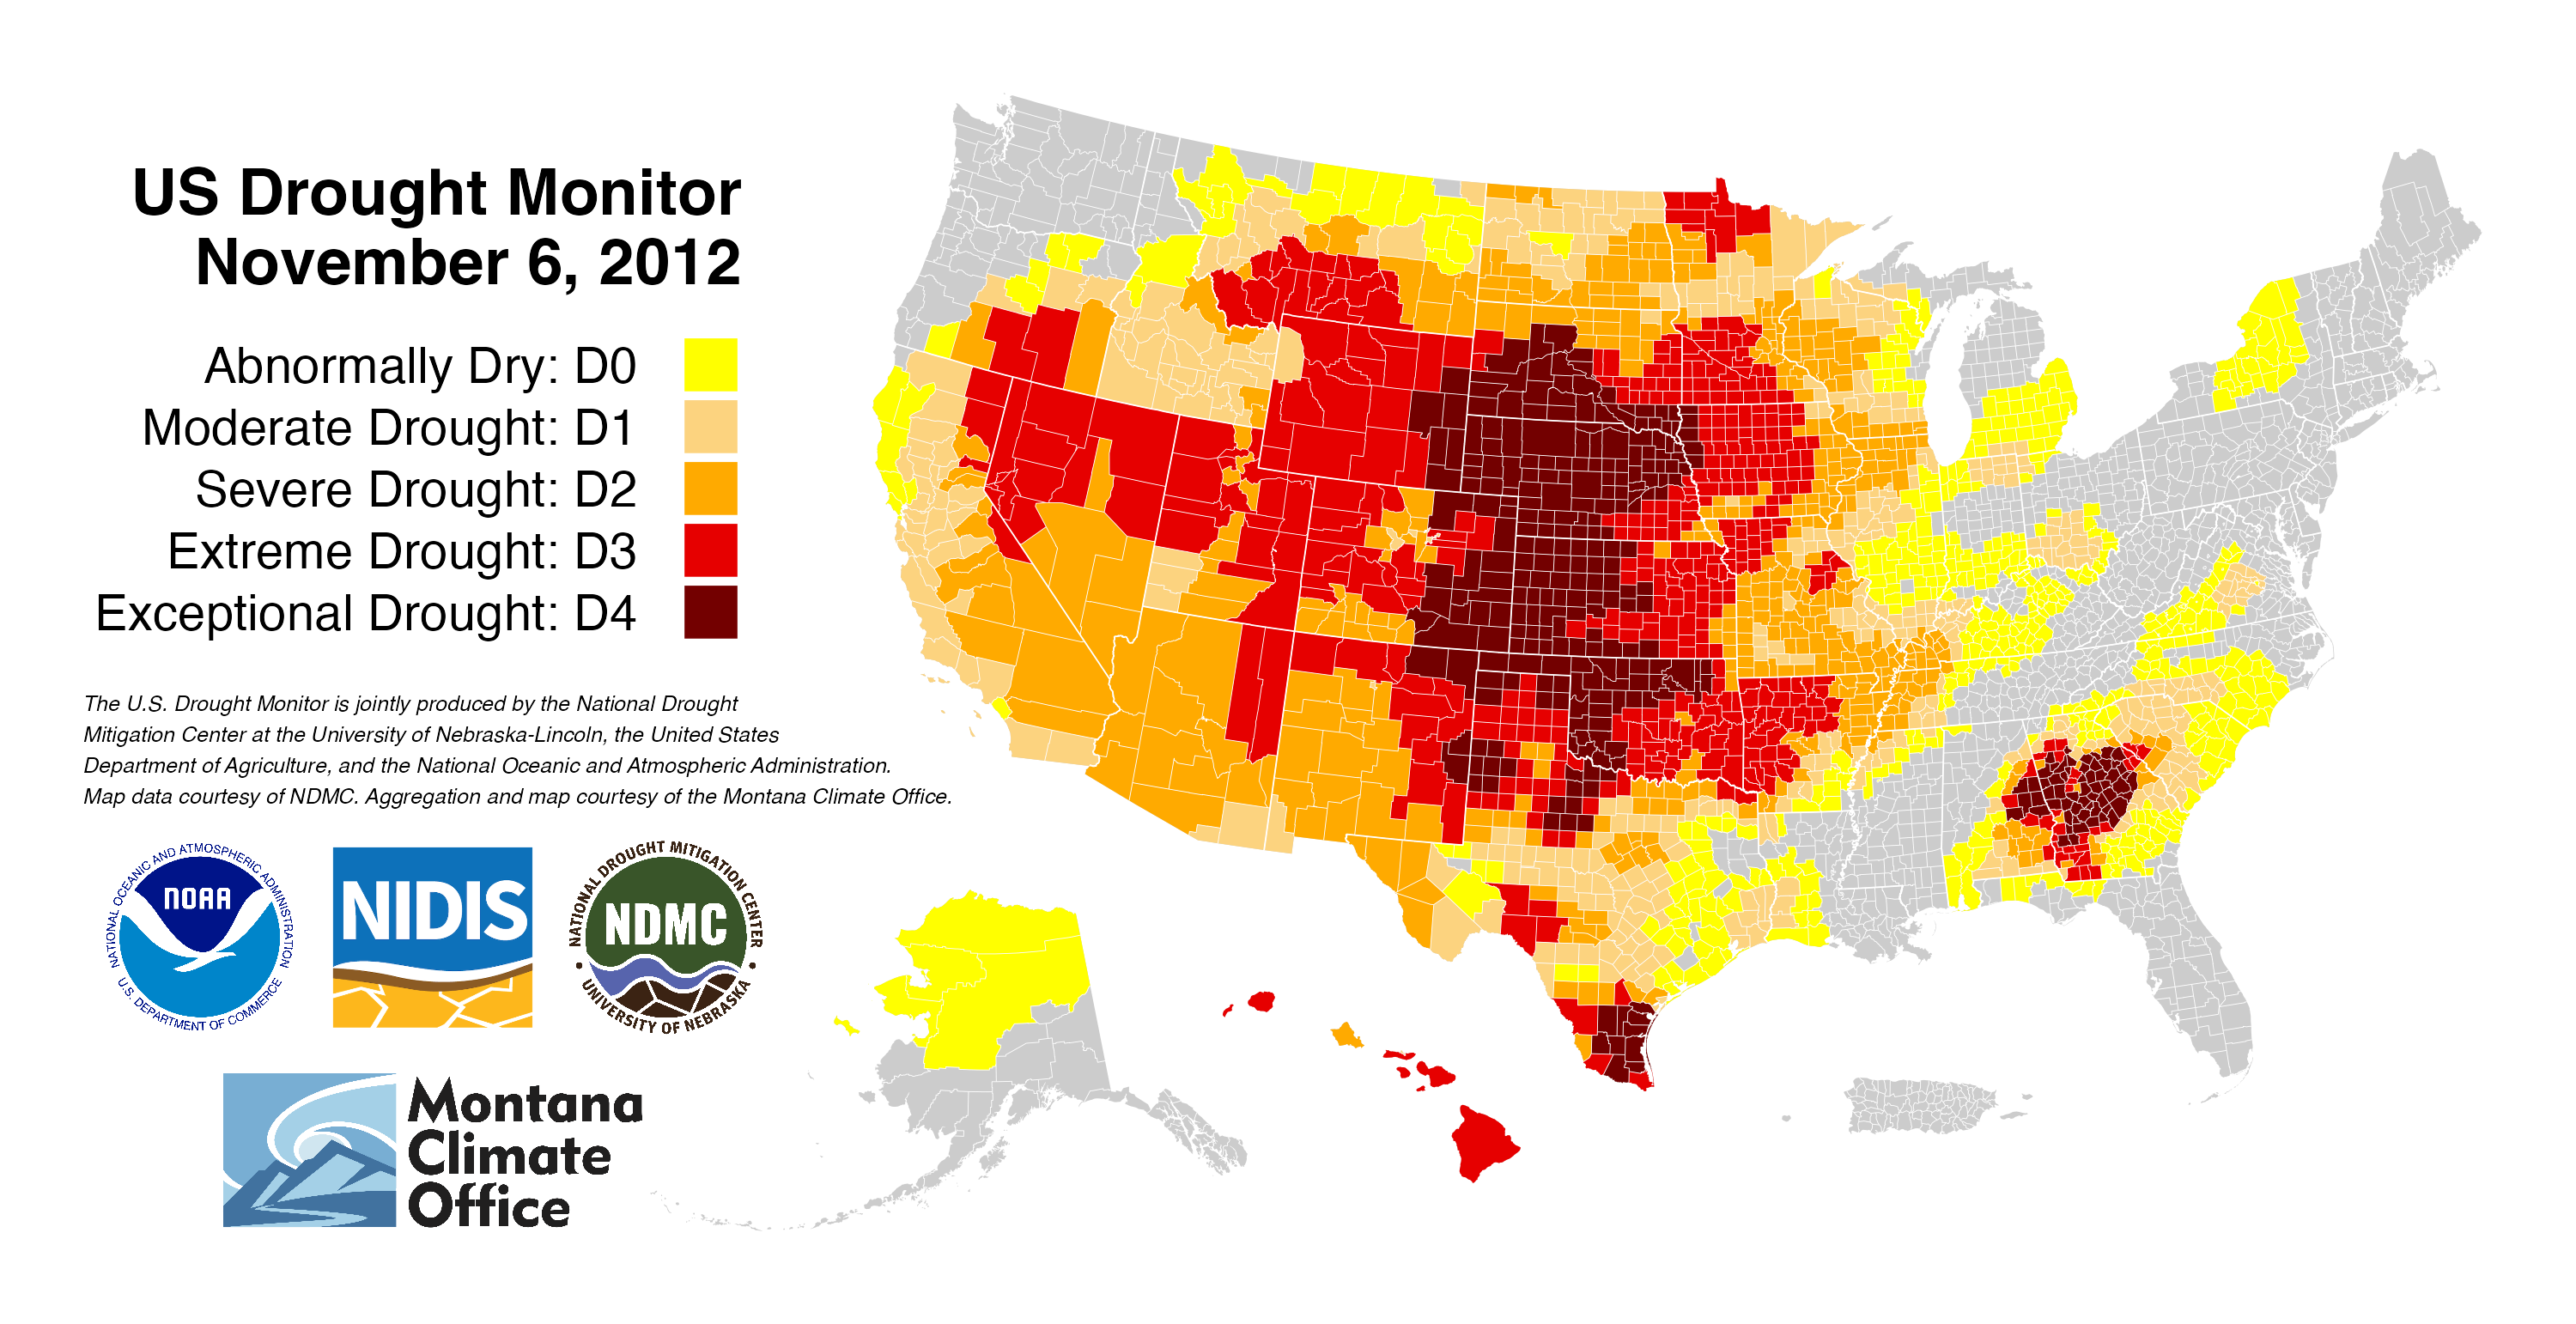 US Drought Monitor
November 6, 2012
Abnormally Dry: D0
Moderate Drought: D1
Severe Drought: D2
Extreme Drought: D3
Exceptional Drought: D4
The U.S. Drought Monitor is jointly produced by the National Drought
Mitigation Center at the University of Nebraska-Lincoln, the United States
Department of Agriculture, and the National Oceanic and Atmospheric Administration.
Map data courtesy of NDMC. Aggregation and map courtesy of the Montana Climate Office.
NATIONAL OCEANIC AND ATMOSPHERIC ADMINISTRATION
NOAA
U.S. DEPARTMENT OF COMMERCE
NIDIS
NATIONAL DROUGHT MITIGATION CENTER
NDMC
UNIVERSITY OF NEBRASKA
Montana
Climate
Office